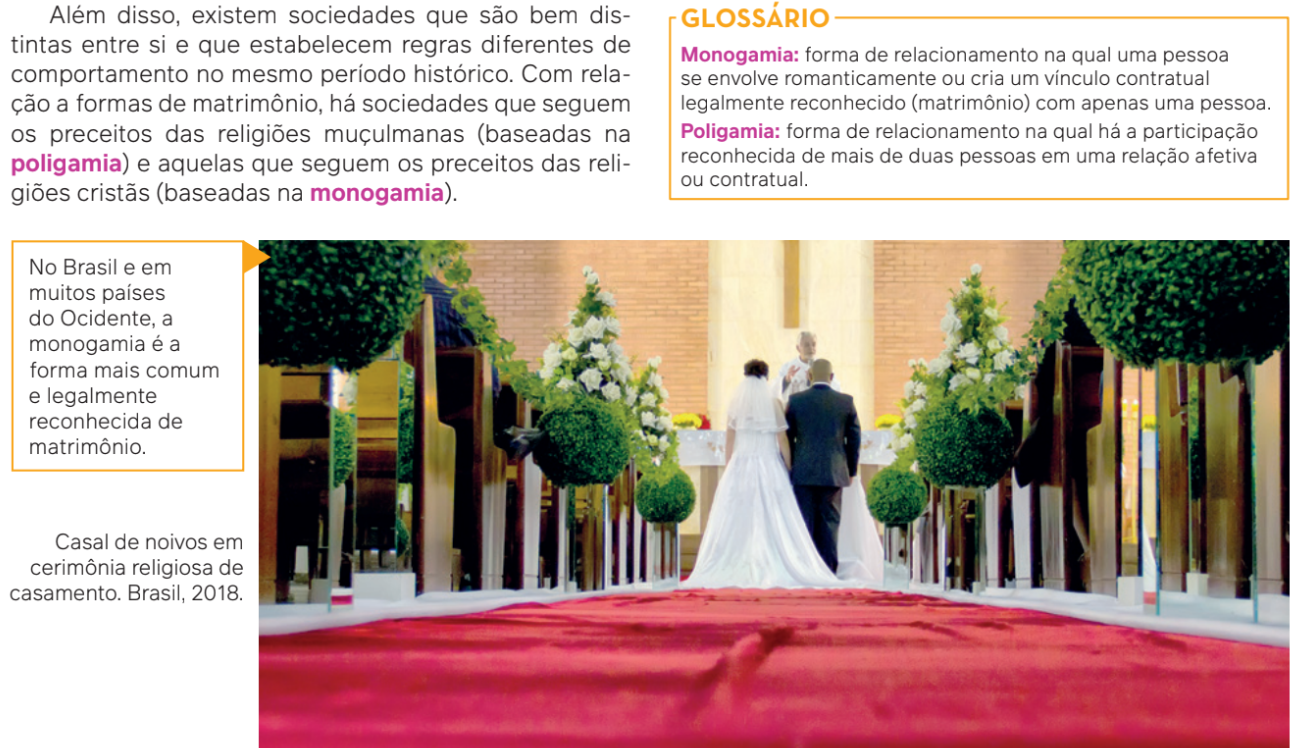 Além disso, existem sociedades que são bem dis-
tintas entre si e que estabelecem regras diferentes de
comportamento no mesmo período histórico. Com rela-
ção a formas de matrimônio, há sociedades que seguem
os preceitos das religiões muçulmanas (baseadas na
poligamia) e aquelas que seguem os preceitos das reli-
giões cristãs (baseadas na monogamia).
GLOSSÁRIO
Monogamia: forma de relacionamento na qual uma pessoa
se envolve romanticamente ou cria um vínculo contratual
legalmente reconhecido (matrimônio) com apenas uma pessoa.
Poligamia: forma de relacionamento na qual há a participação
reconhecida de mais de duas pessoas em uma relação afetiva
ou contratual.
No Brasil e em
muitos países
do Ocidente, a
monogamia é a
forma mais comum
e legalmente
reconhecida de
matrimônio.
Casal de noivos em
cerimônia religiosa de
casamento. Brasil, 2018.